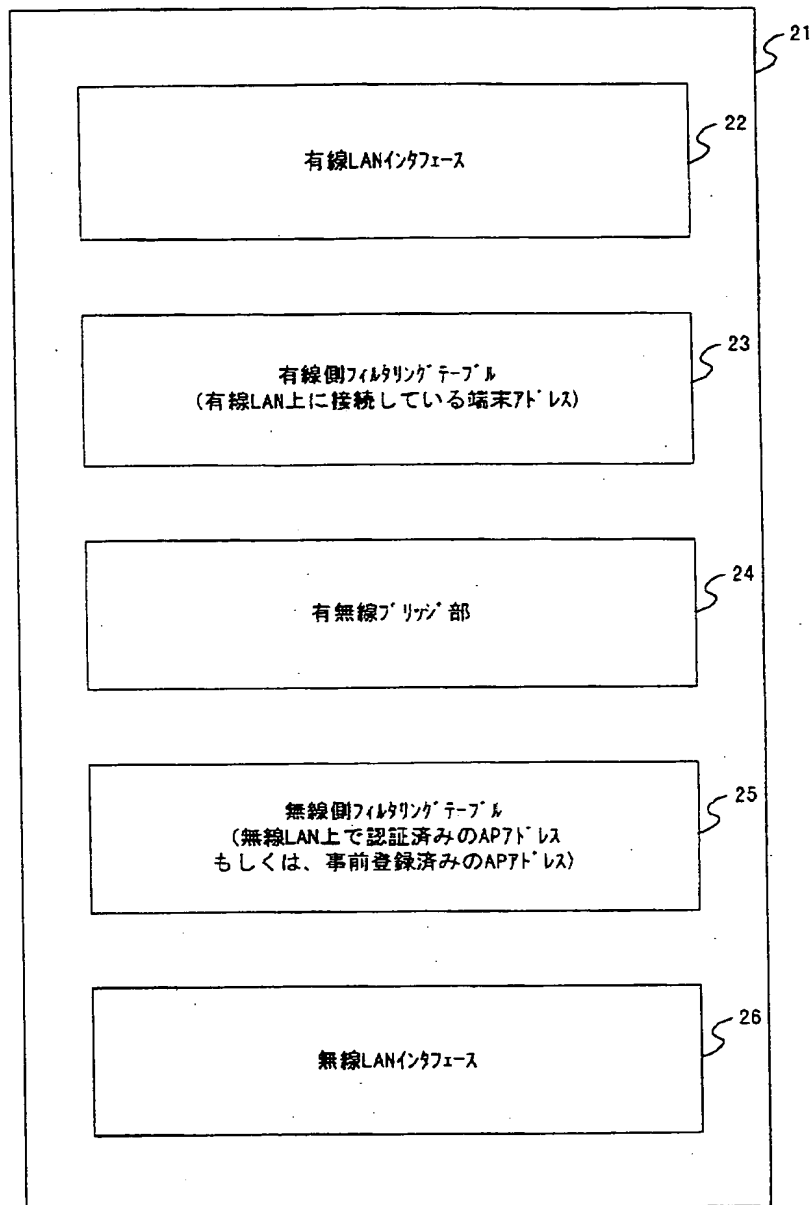 21
22
有線LANｲﾝﾀﾌｪｰｽ
23
有線側ﾌｨﾙﾀﾘﾝｸﾞﾃｰﾌﾞﾙ
(有線LAN上に接続している端末ｱﾄﾞﾚｽ)
24
有無線ﾌﾞﾘｯｼﾞ部
25
無線側ﾌｨﾙﾀﾘﾝｸﾞﾃｰﾌﾞﾙ
(無線LAN上で認証済みのAPｱﾄﾞﾚｽ
もしくは、事前登録済みのAPｱﾄﾞﾚｽ)
26
無線LANｲﾝﾀﾌｪｰｽ